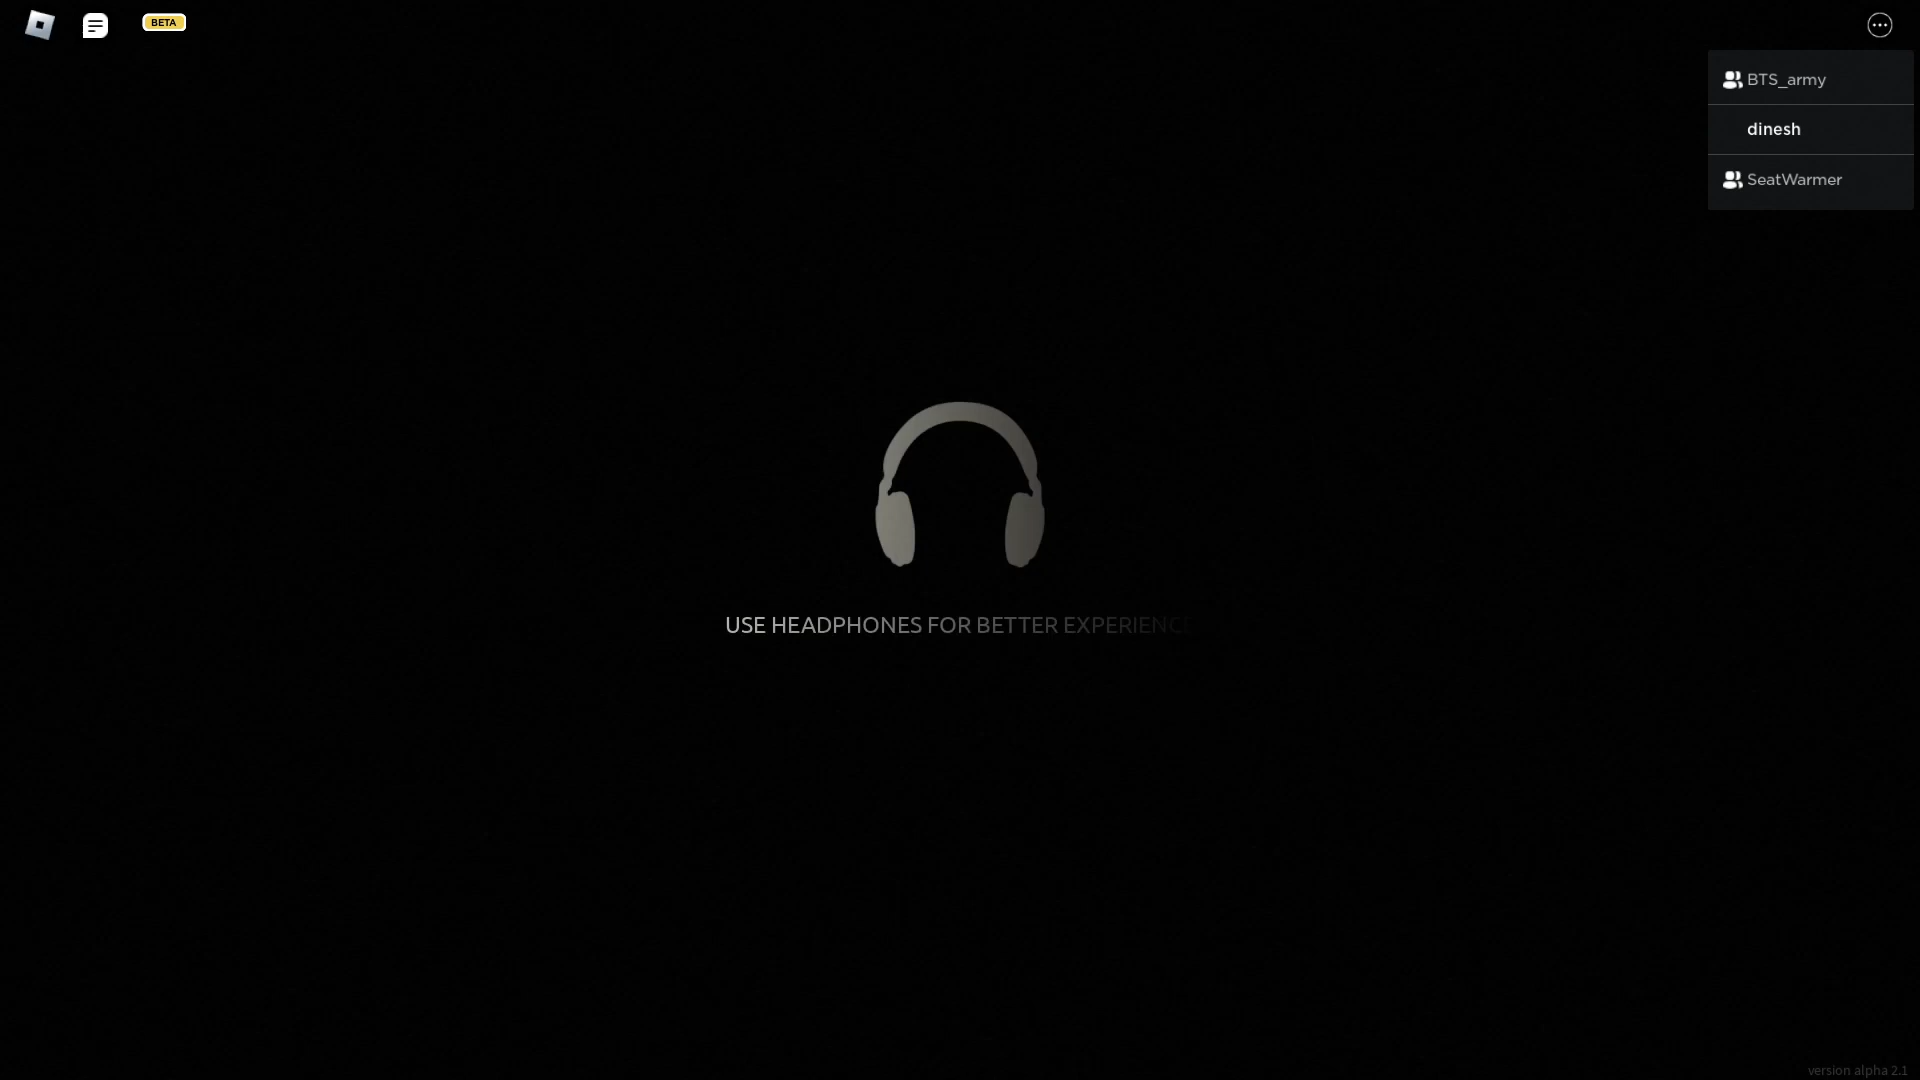 BETA
BTS_army
dinesh
SeatWarmer
USE HEADPHONES FOR BETTER EXPERIENCE
version alpha 2.1